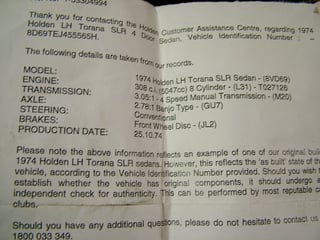 1-33304994
Thank you for contacting the Holden Customer Assistance Centre, regarding 1974
Holden LH Torana SLR 4 Door Sedan, Vehicle Identification Number : –
8D69TEJ455565H.
The following details are taken from our records.
MODEL: 1974 Holden LH Torana SLR Sedan - (8VD69)
ENGINE: 308 c.i. (5047cc) 8 Cylinder - (L31) - T027126
TRANSMISSION: 3.05:1 - 4 Speed Manual Transmission - (M20)
AXLE: 2.78:1 Banjo Type - (GU7)
STEERING: Conventional
BRAKES: Front Wheel Disc - (JL2)
PRODUCTION DATE: 25.10.74
Please note the above information reflects an example of one of our original
1974 Holden LH Torana SLR sedans. However, this reflects the 'as built' state of
vehicle, according to the Vehicle Identification Number provided. Should you wish
establish whether the vehicle has original components, it should undergo
independent check for authenticity. This can be performed by most reputable
clubs.
Should you have any additional questions, please do not hesitate to contact us
1800 033 349.